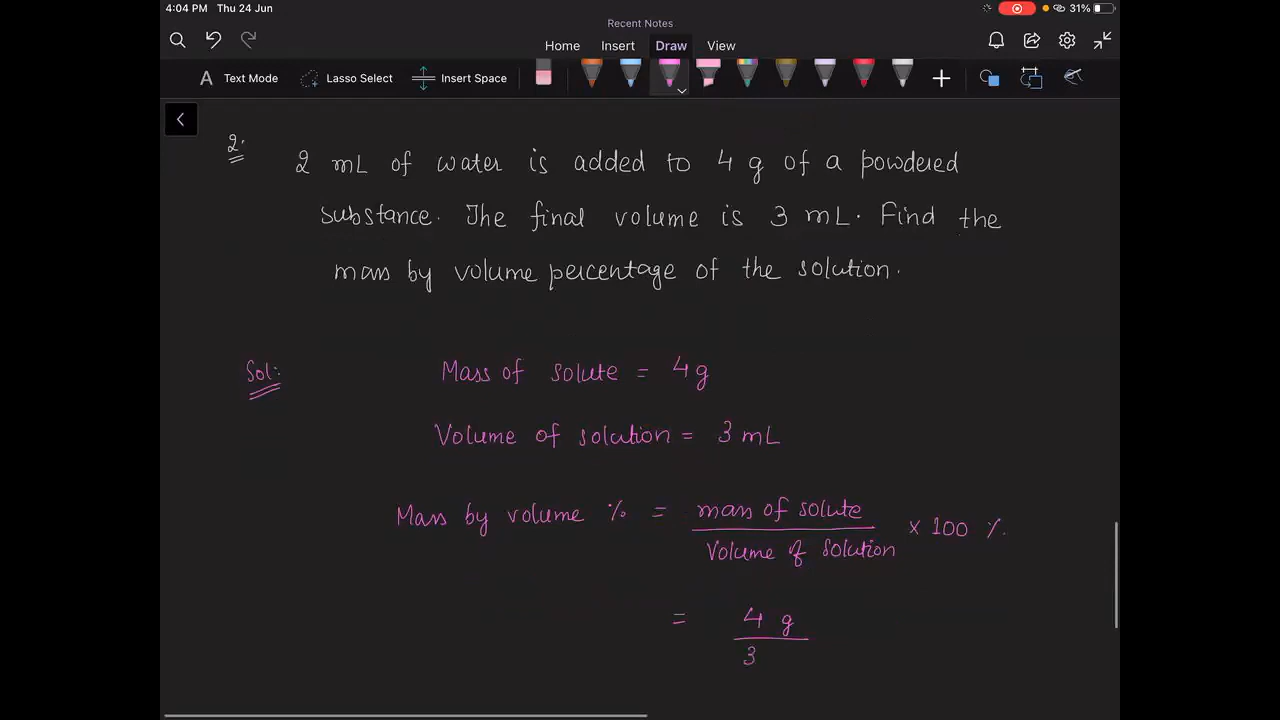 4:04 PM Thu 24 Jun
31%
Recent Notes
Home Insert Draw View
A Text Mode Lasso Select Insert Space
2.
2 mL of water is added to 4 g of a powdered
substance. The final volume is 3 mL. Find the
mass by volume percentage of the solution.
Sol:
Mass of solute = 4g
Volume of solution = 3 mL
Mass by volume % = mass of solute
Volume of solution
× 100 %
= 4 g
3